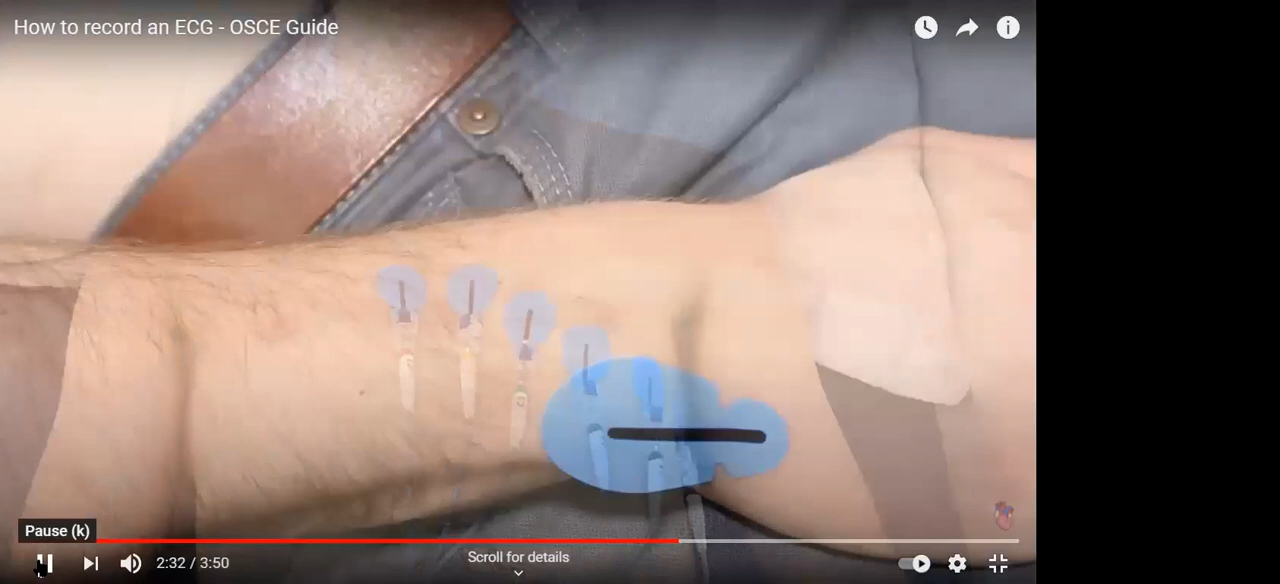 How to record an ECG - OSCE Guide
Pause (k)
2:32 / 3:50
Scroll for details